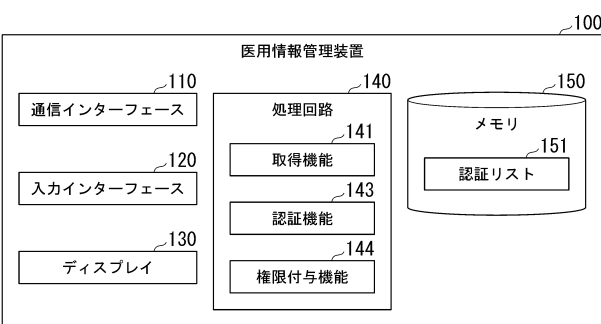 100
医用情報管理装置
110
通信インターフェース
120
入力インターフェース
130
ディスプレイ
140
処理回路
141
取得機能
143
認証機能
144
権限付与機能
150
メモリ
151
認証リスト